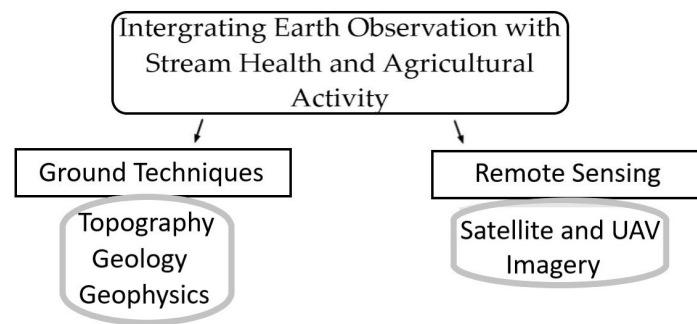 Intergrating Earth Observation with
Stream Health and Agricultural
Activity
Ground Techniques
Remote Sensing
Topography
Geology
Geophysics
Satellite and UAV
Imagery